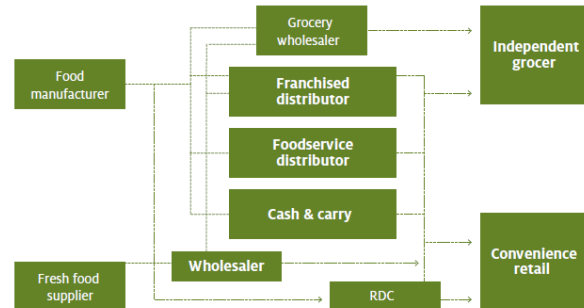 Grocery
wholesaler
Independent
grocer
Food
manufacturer
Franchised
distributor
Foodservice
distributor
Cash & carry
Wholesaler
Convenience
retail
Fresh food
supplier
RDC